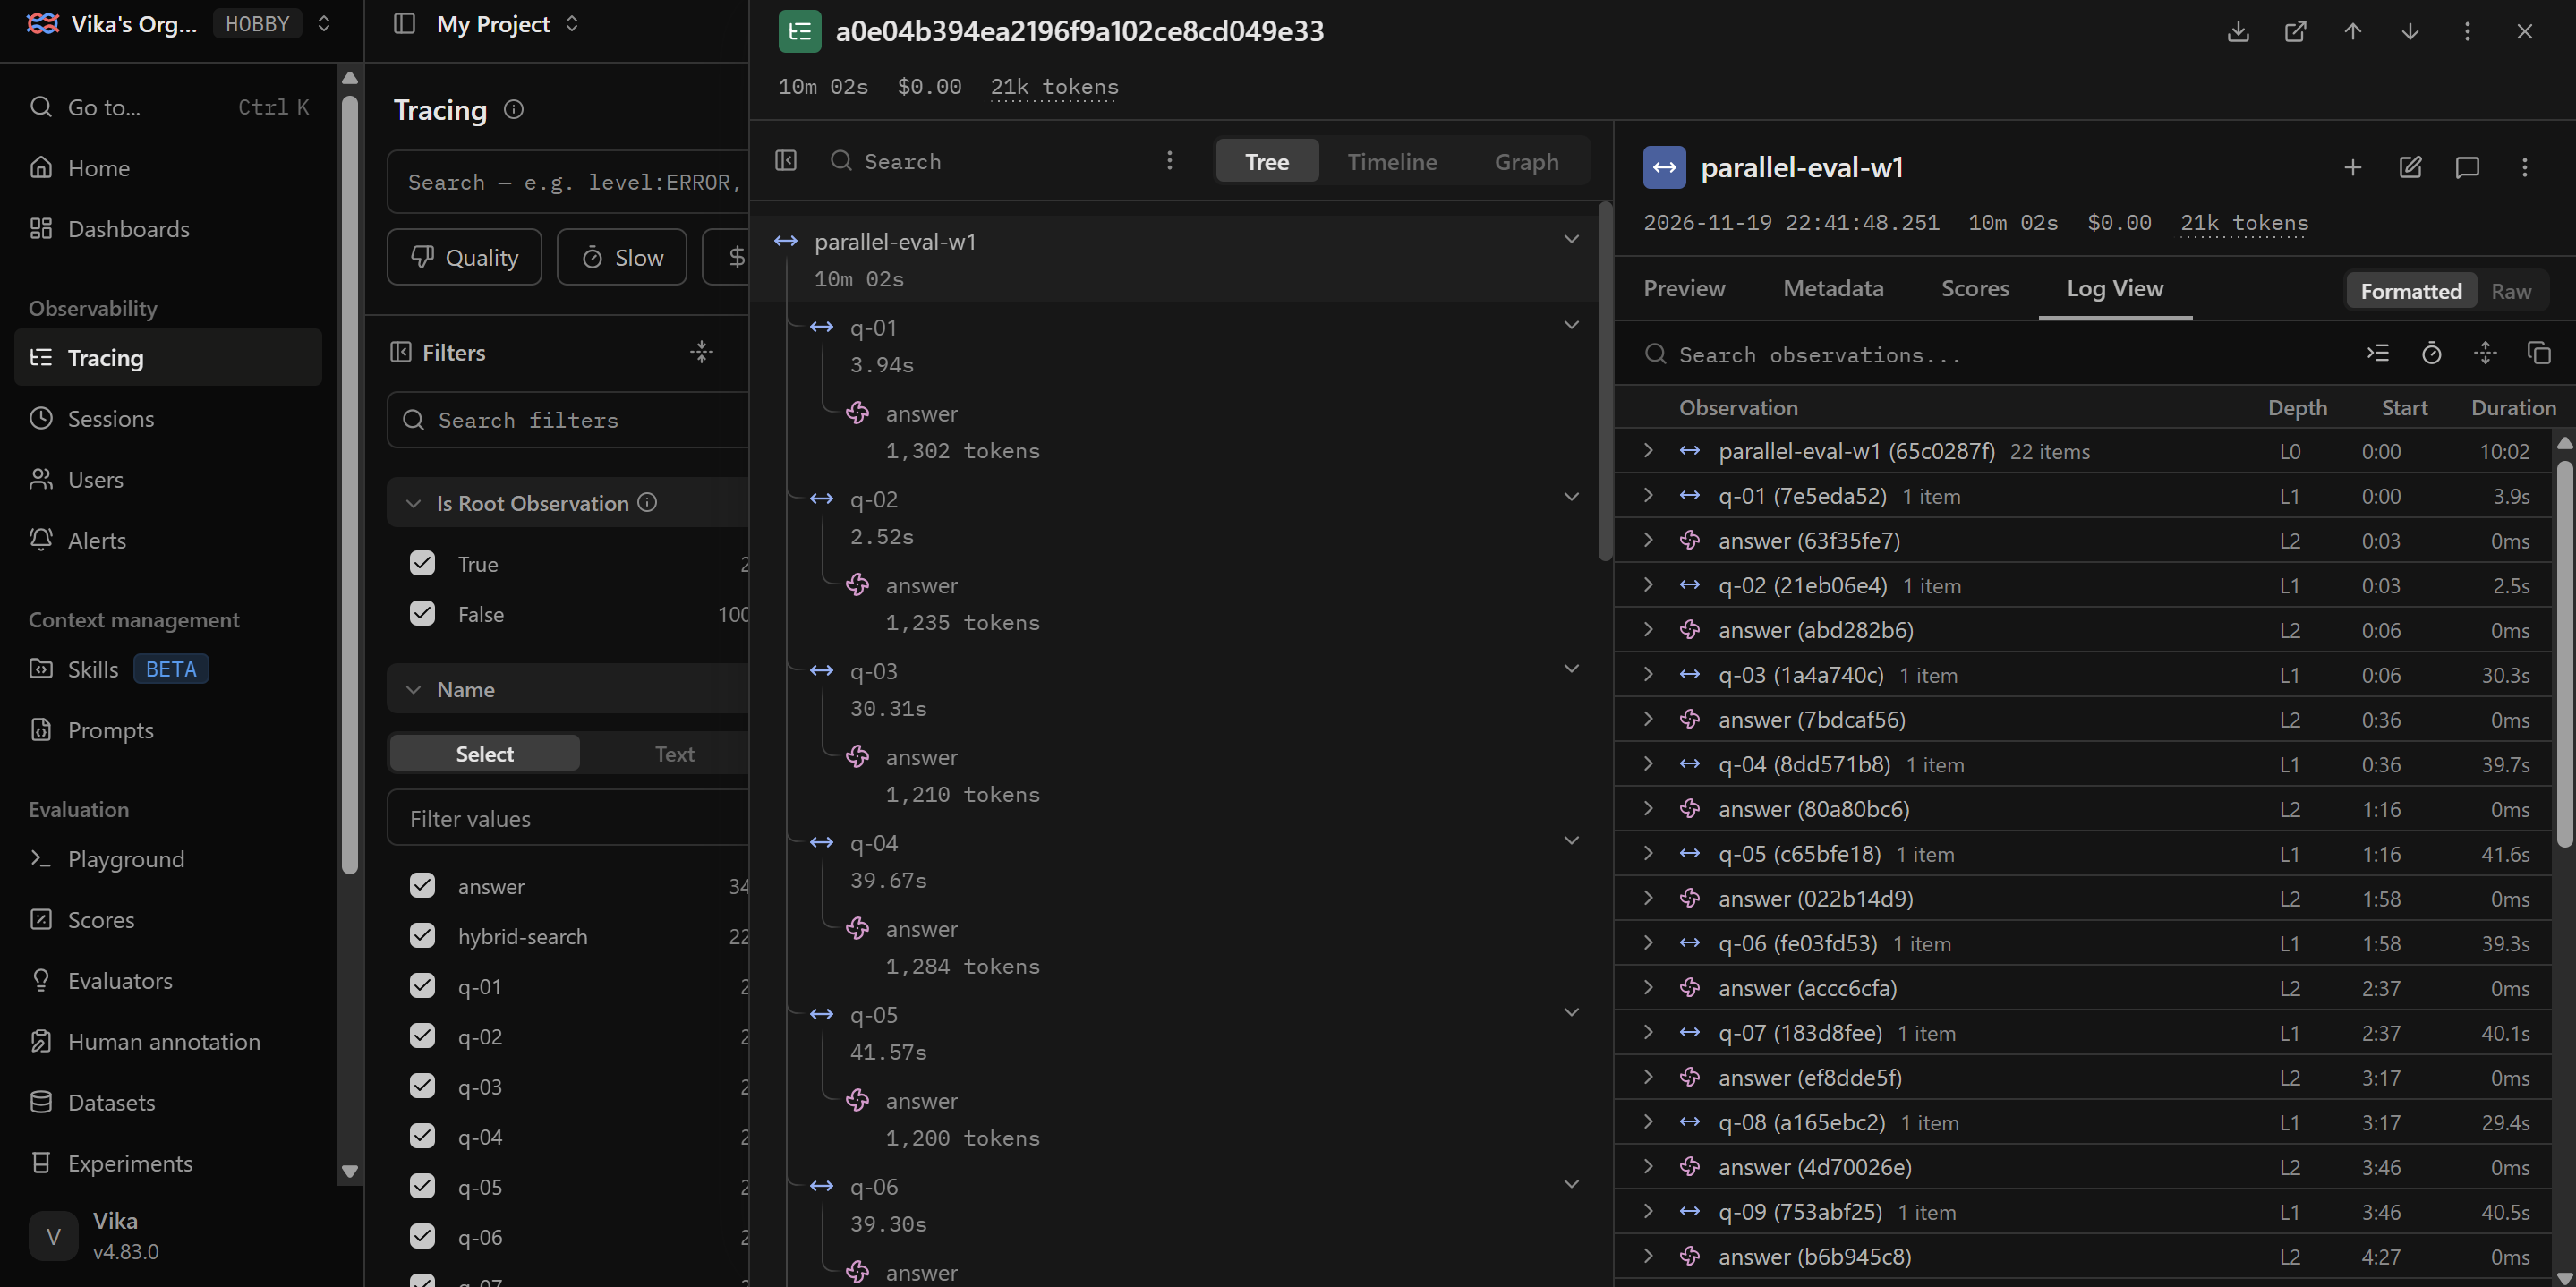 Vika's Org... HOBBY
Go to... Ctrl K
Home
Dashboards
Observability
Tracing
Sessions
Users
Alerts
Context management
Skills BETA
Prompts
Evaluation
Playground
Scores
Evaluators
Human annotation
Datasets
Experiments
V
Vika
v4.83.0
My Project
Tracing
Search — e.g. level:ERROR,
Quality Slow $
Filters
Search filters
Is Root Observation
True 2
False 100
Name
Select Text
Filter values
answer 34
hybrid-search 22
q-01 2
q-02 2
q-03 2
q-04 2
q-05 2
q-06 2
q-07
a0e04b394ea2196f9a102ce8cd049e33
10m 02s $0.00 21k tokens
Search Tree Timeline Graph
parallel-eval-w1
10m 02s
q-01
3.94s
answer
1,302 tokens
q-02
2.52s
answer
1,235 tokens
q-03
30.31s
answer
1,210 tokens
q-04
39.67s
answer
1,284 tokens
q-05
41.57s
answer
1,200 tokens
q-06
39.30s
answer
parallel-eval-w1
2026-11-19 22:41:48.251 10m 02s $0.00 21k tokens
Preview Metadata Scores Log View Formatted Raw
Search observations...
Observation Depth Start Duration
parallel-eval-w1 (65c0287f) 22 items L0 0:00 10:02
q-01 (7e5eda52) 1 item L1 0:00 3.9s
answer (63f35fe7) L2 0:03 0ms
q-02 (21eb06e4) 1 item L1 0:03 2.5s
answer (abd282b6) L2 0:06 0ms
q-03 (1a4a740c) 1 item L1 0:06 30.3s
answer (7bdcaf56) L2 0:36 0ms
q-04 (8dd571b8) 1 item L1 0:36 39.7s
answer (80a80bc6) L2 1:16 0ms
q-05 (c65bfe18) 1 item L1 1:16 41.6s
answer (022b14d9) L2 1:58 0ms
q-06 (fe03fd53) 1 item L1 1:58 39.3s
answer (accc6cfa) L2 2:37 0ms
q-07 (183d8fee) 1 item L1 2:37 40.1s
answer (ef8dde5f) L2 3:17 0ms
q-08 (a165ebc2) 1 item L1 3:17 29.4s
answer (4d70026e) L2 3:46 0ms
q-09 (753abf25) 1 item L1 3:46 40.5s
answer (b6b945c8) L2 4:27 0ms